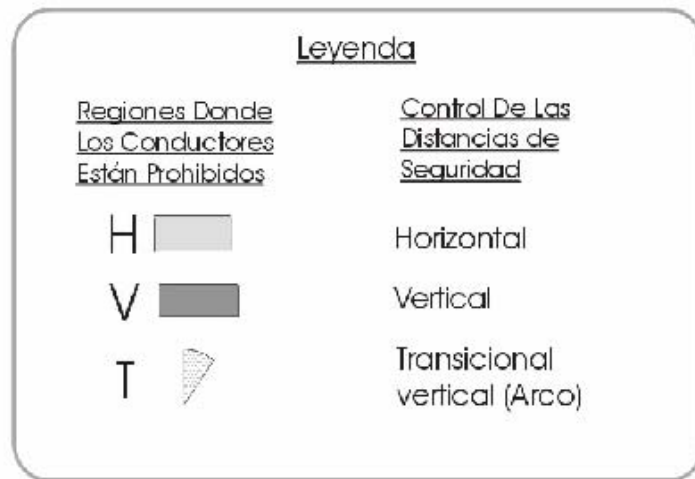 Leyenda
Regiones Donde
Los Conductores
Están Prohibidos
Control De Las
Distancias de
Seguridad
H
Horizontal
V
Vertical
T
Transicional
vertical (Arco)